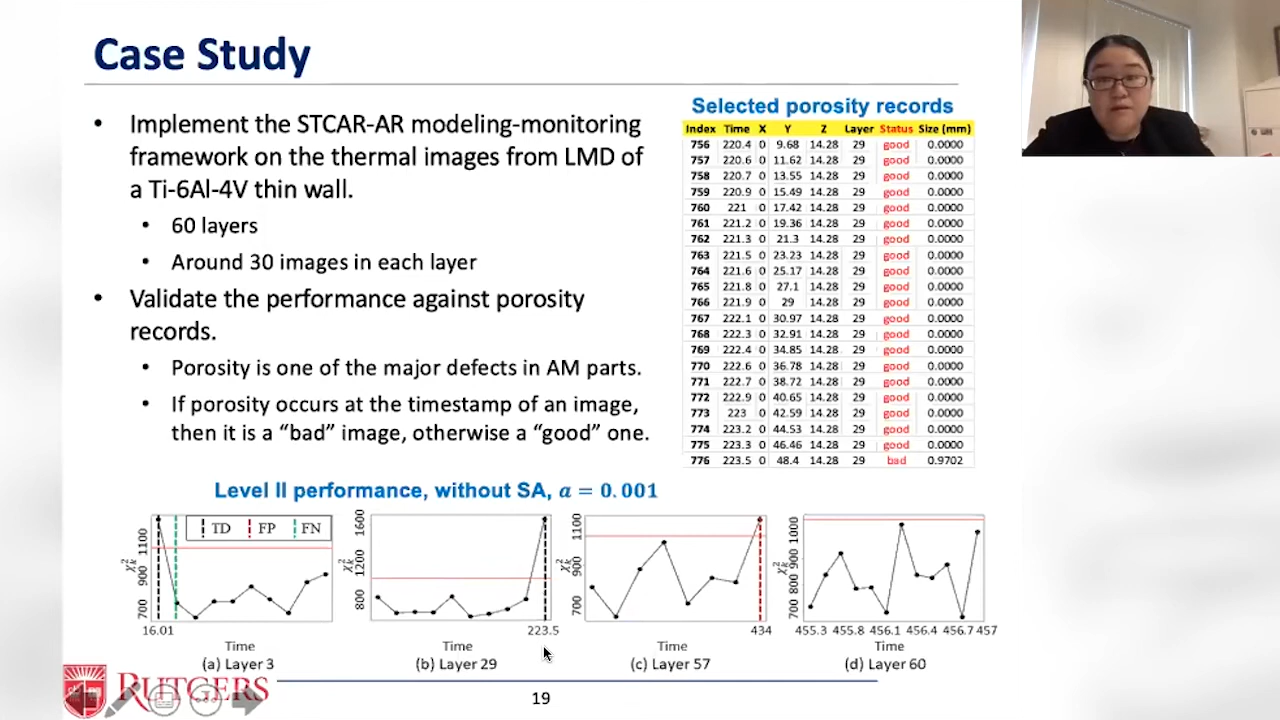 Case Study
• Implement the STCAR-AR modeling-monitoring
framework on the thermal images from LMD of
a Ti-6Al-4V thin wall.
• 60 layers
• Around 30 images in each layer
• Validate the performance against porosity
records.
• Porosity is one of the major defects in AM parts.
• If porosity occurs at the timestamp of an image,
then it is a “bad” image, otherwise a “good” one.
Selected porosity records
Index Time X Y Z Layer Status Size (mm)
756 220.4 0 9.68 14.28 29 good 0.0000
757 220.6 0 11.62 14.28 29 good 0.0000
758 220.7 0 13.55 14.28 29 good 0.0000
759 220.9 0 15.49 14.28 29 good 0.0000
760 221 0 17.42 14.28 29 good 0.0000
761 221.2 0 19.36 14.28 29 good 0.0000
762 221.3 0 21.3 14.28 29 good 0.0000
763 221.5 0 23.23 14.28 29 good 0.0000
764 221.6 0 25.17 14.28 29 good 0.0000
765 221.8 0 27.1 14.28 29 good 0.0000
766 221.9 0 29 14.28 29 good 0.0000
767 222.1 0 30.97 14.28 29 good 0.0000
768 222.3 0 32.91 14.28 29 good 0.0000
769 222.4 0 34.85 14.28 29 good 0.0000
770 222.6 0 36.78 14.28 29 good 0.0000
771 222.7 0 38.72 14.28 29 good 0.0000
772 222.9 0 40.65 14.28 29 good 0.0000
773 223 0 42.59 14.28 29 good 0.0000
774 223.2 0 44.53 14.28 29 good 0.0000
775 223.3 0 46.46 14.28 29 good 0.0000
776 223.5 0 48.4 14.28 29 bad 0.9702
Level II performance, without SA, α = 0.001
TD FP FN
χ²ₖ 700 900 1100
16.01
Time
(a) Layer 3
χ²ₖ 800 1200 1600
223.5
Time
(b) Layer 29
χ²ₖ 700 900 1100
434
Time
(c) Layer 57
χ²ₖ 700 800 900 1000
455.3 455.8 456.1 456.4 456.7 457
Time
(d) Layer 60
RUTGERS
19